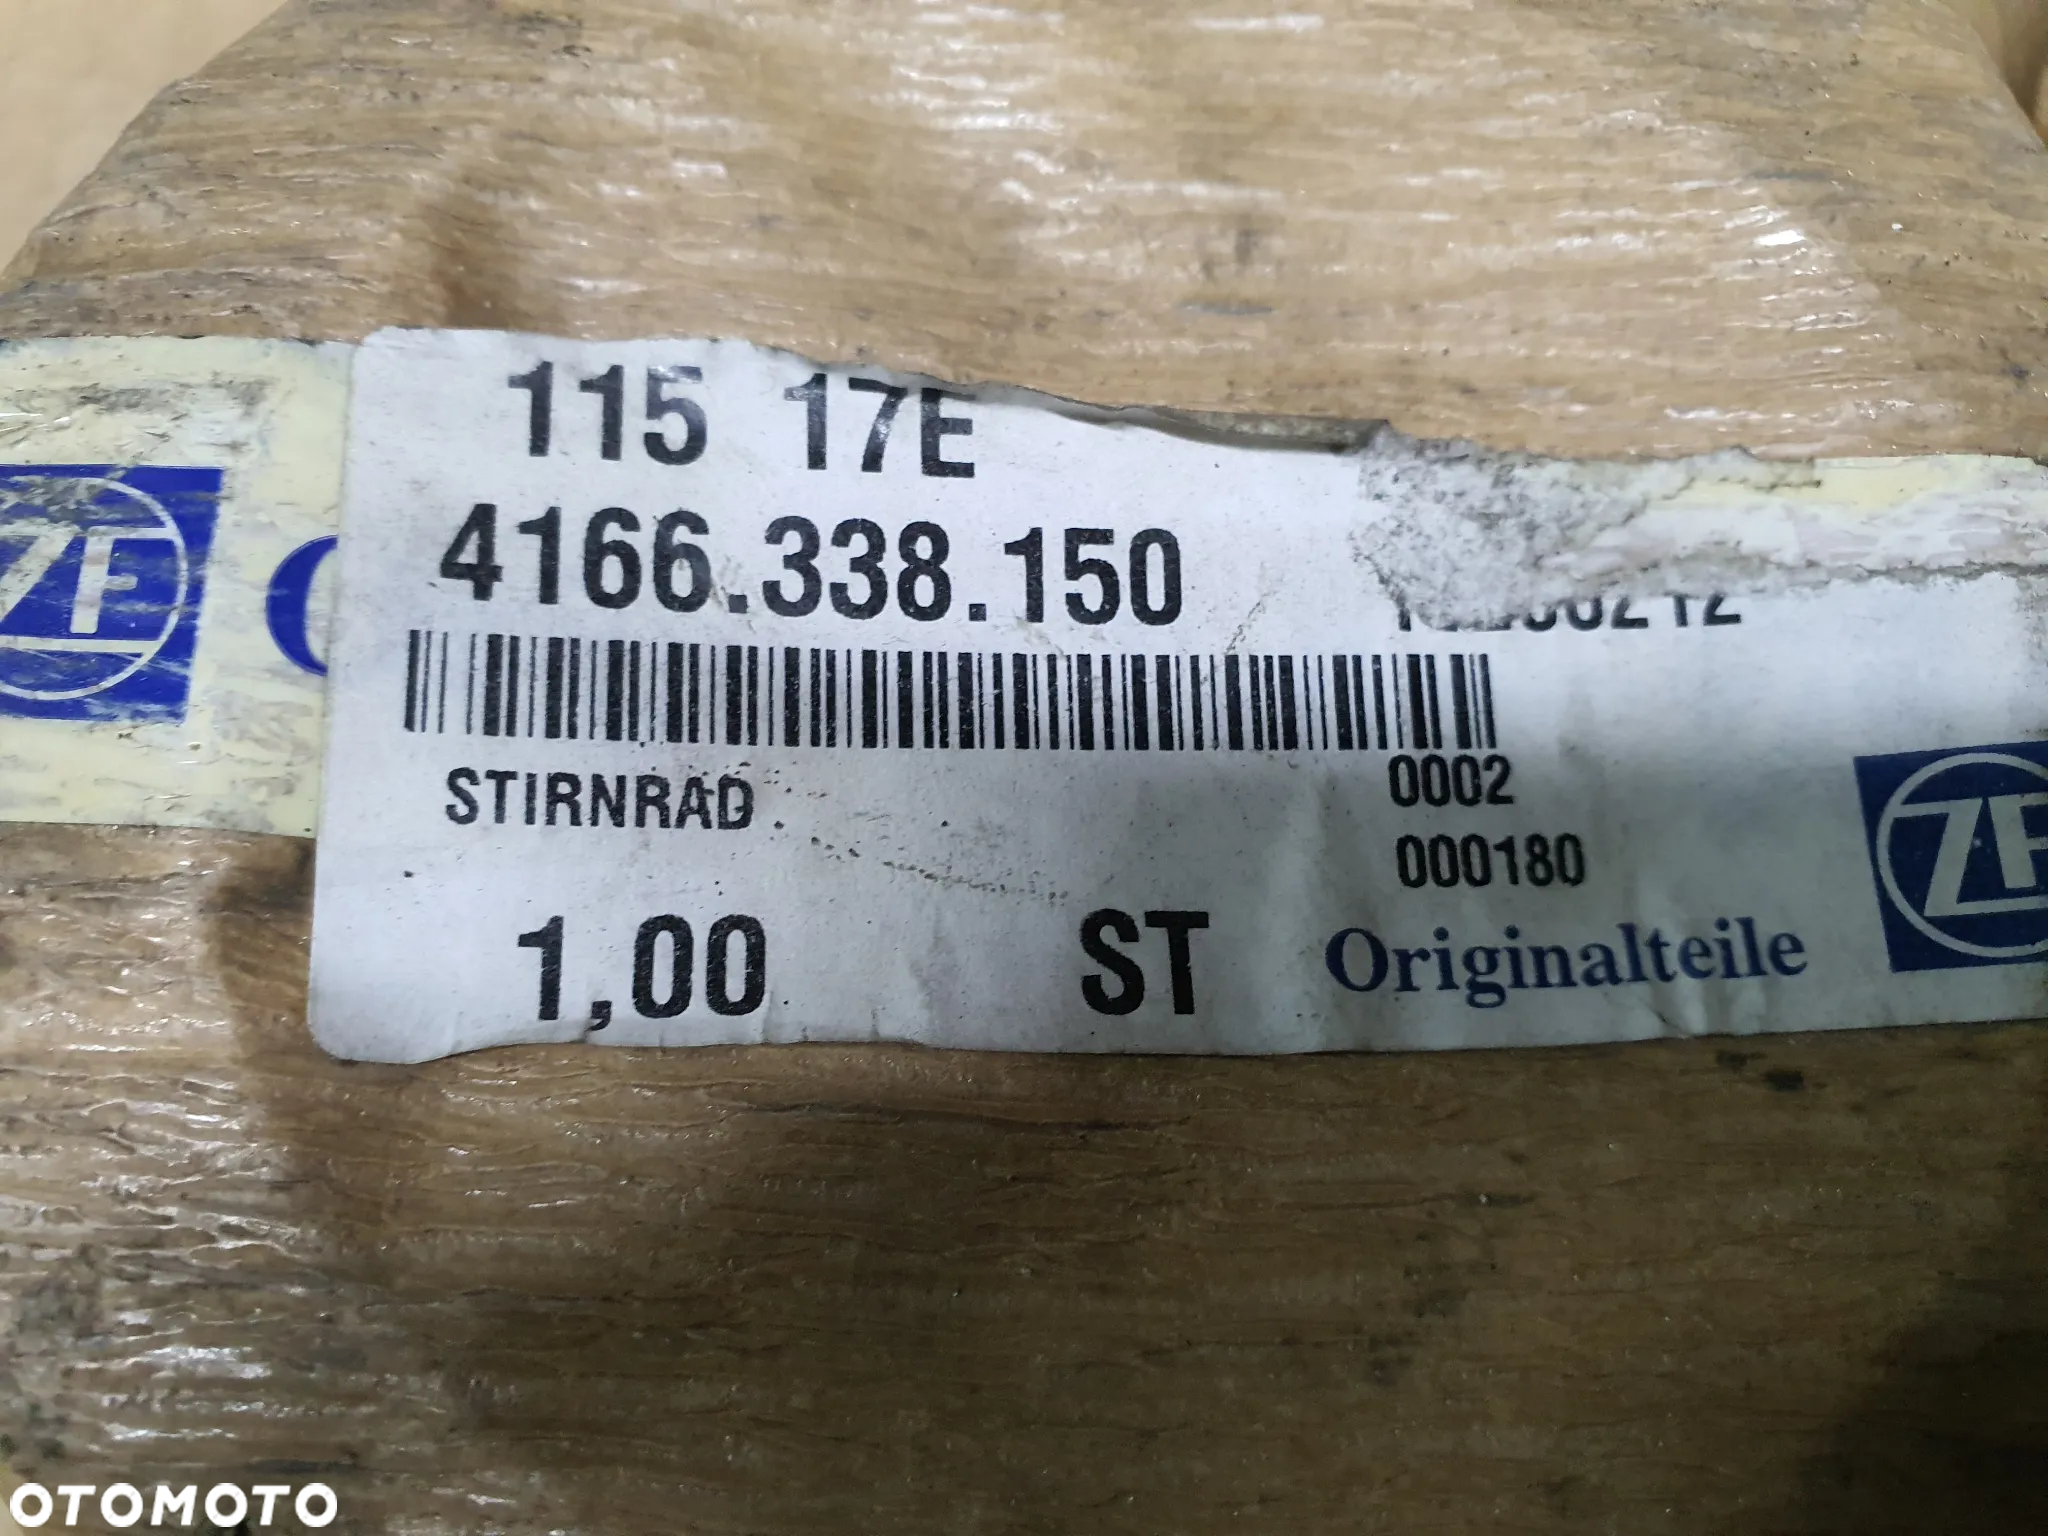 115 17E
4166.338.150
ZF
STIRNRAD
0002
000180
1,00 ST
Originalteile
ZF
OTOMOTO